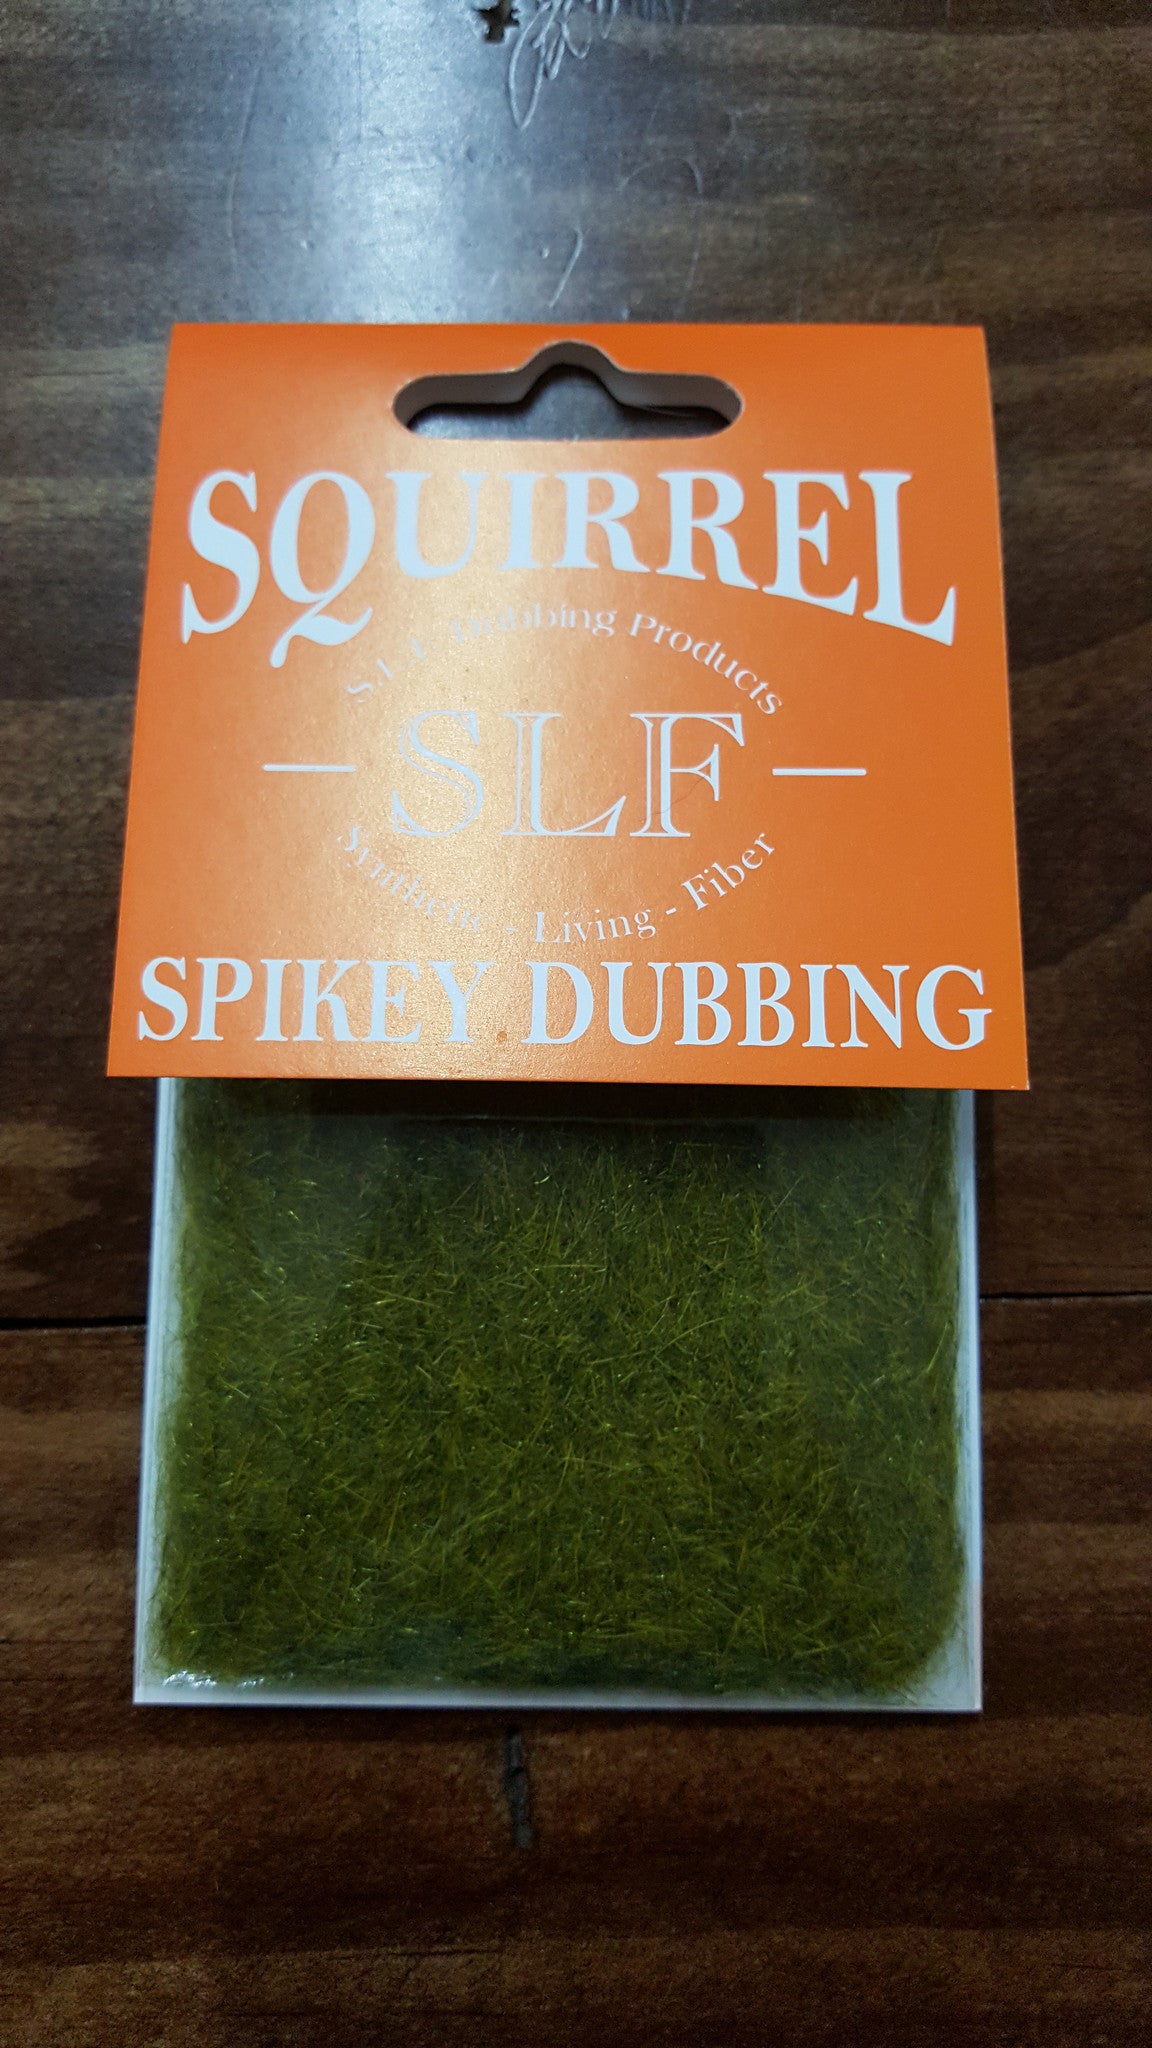 SQUIRREL
S.L.F. Dubbing Products
— SLF —
Synthetic - Living - Fiber
SPIKEY DUBBING